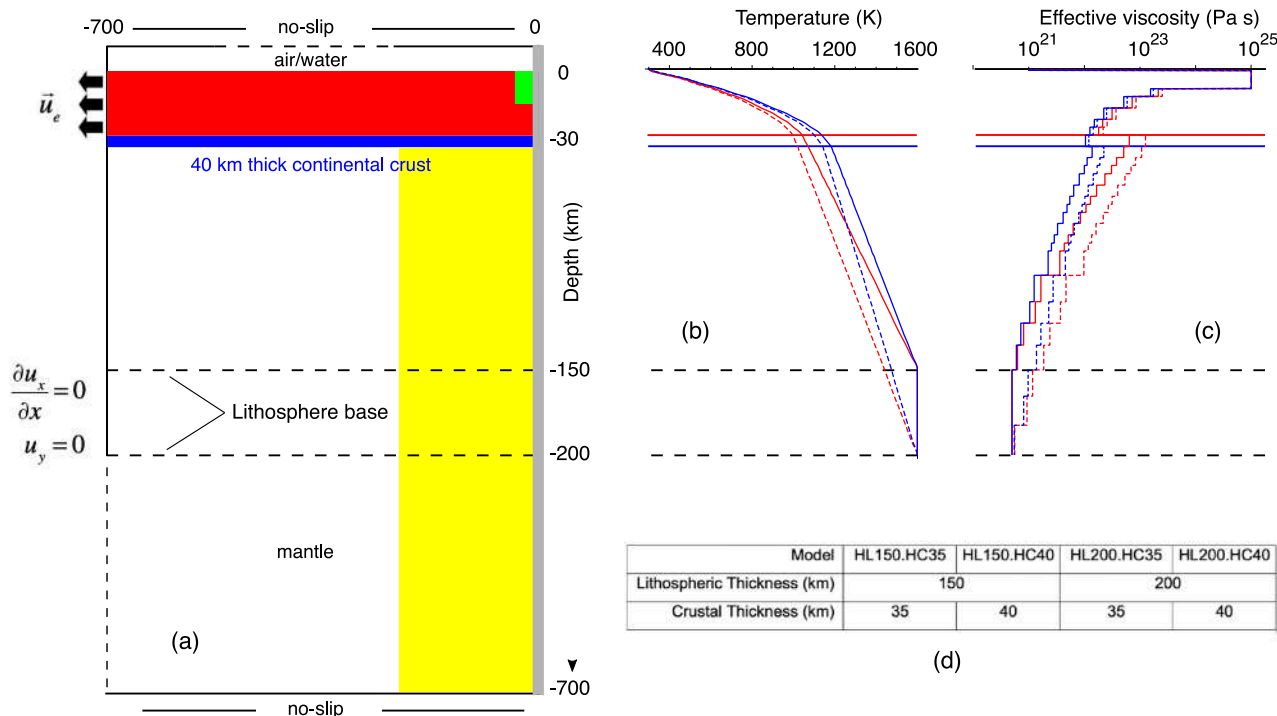 -700 no-slip 0
air/water
0
u⃗e
-30
40 km thick continental crust
Depth (km)
-150
∂ux/∂x = 0
Lithosphere base
uy = 0
-200
mantle
(a)
-700
no-slip
Temperature (K)
400 800 1200 1600
(b)
Effective viscosity (Pa s)
10^21 10^23 10^25
(c)
Model HL150.HC35 HL150.HC40 HL200.HC35 HL200.HC40
Lithospheric Thickness (km) 150 200
Crustal Thickness (km) 35 40 35 40
(d)